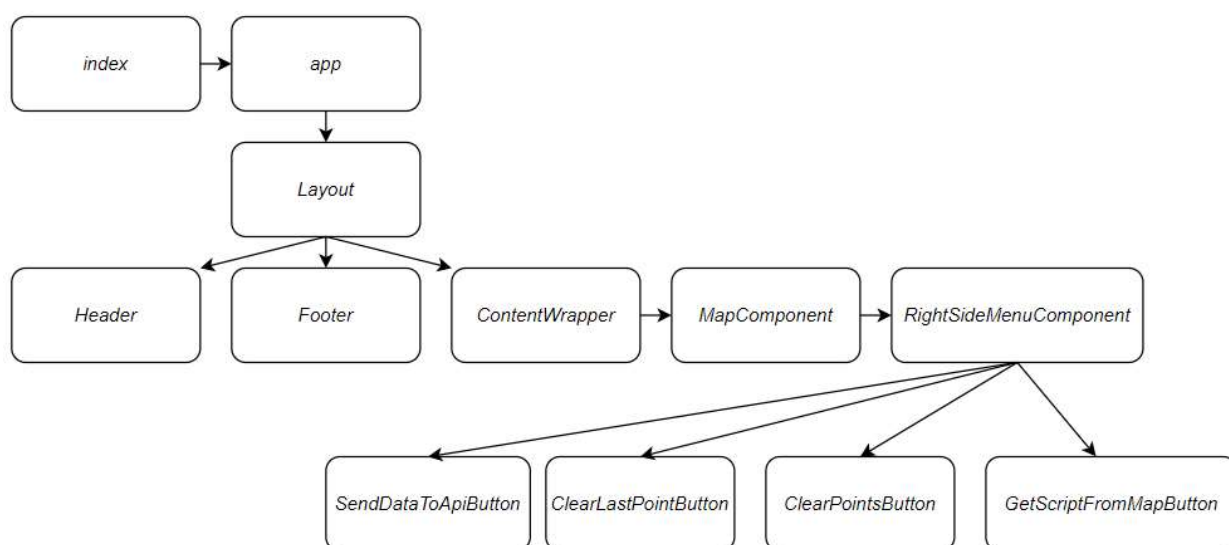 index
app
Layout
Header
Footer
ContentWrapper
MapComponent
RightSideMenuComponent
SendDataToApiButton
ClearLastPointButton
ClearPointsButton
GetScriptFromMapButton